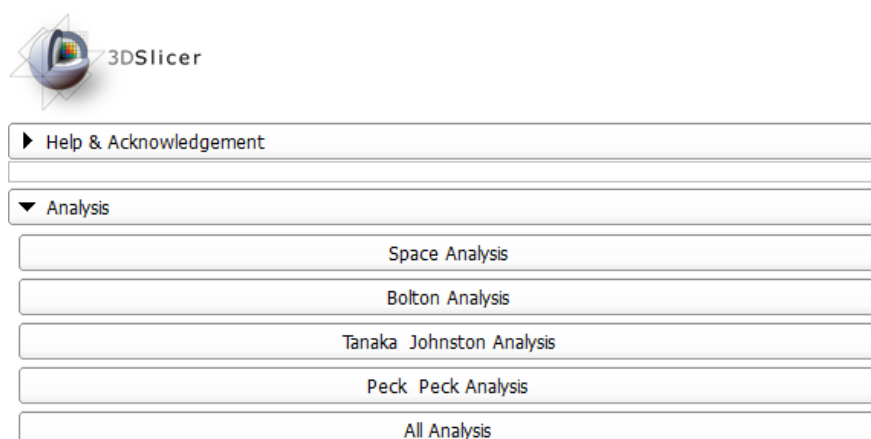 3DSlicer
Help & Acknowledgement
Analysis
Space Analysis
Bolton Analysis
Tanaka Johnston Analysis
Peck Peck Analysis
All Analysis